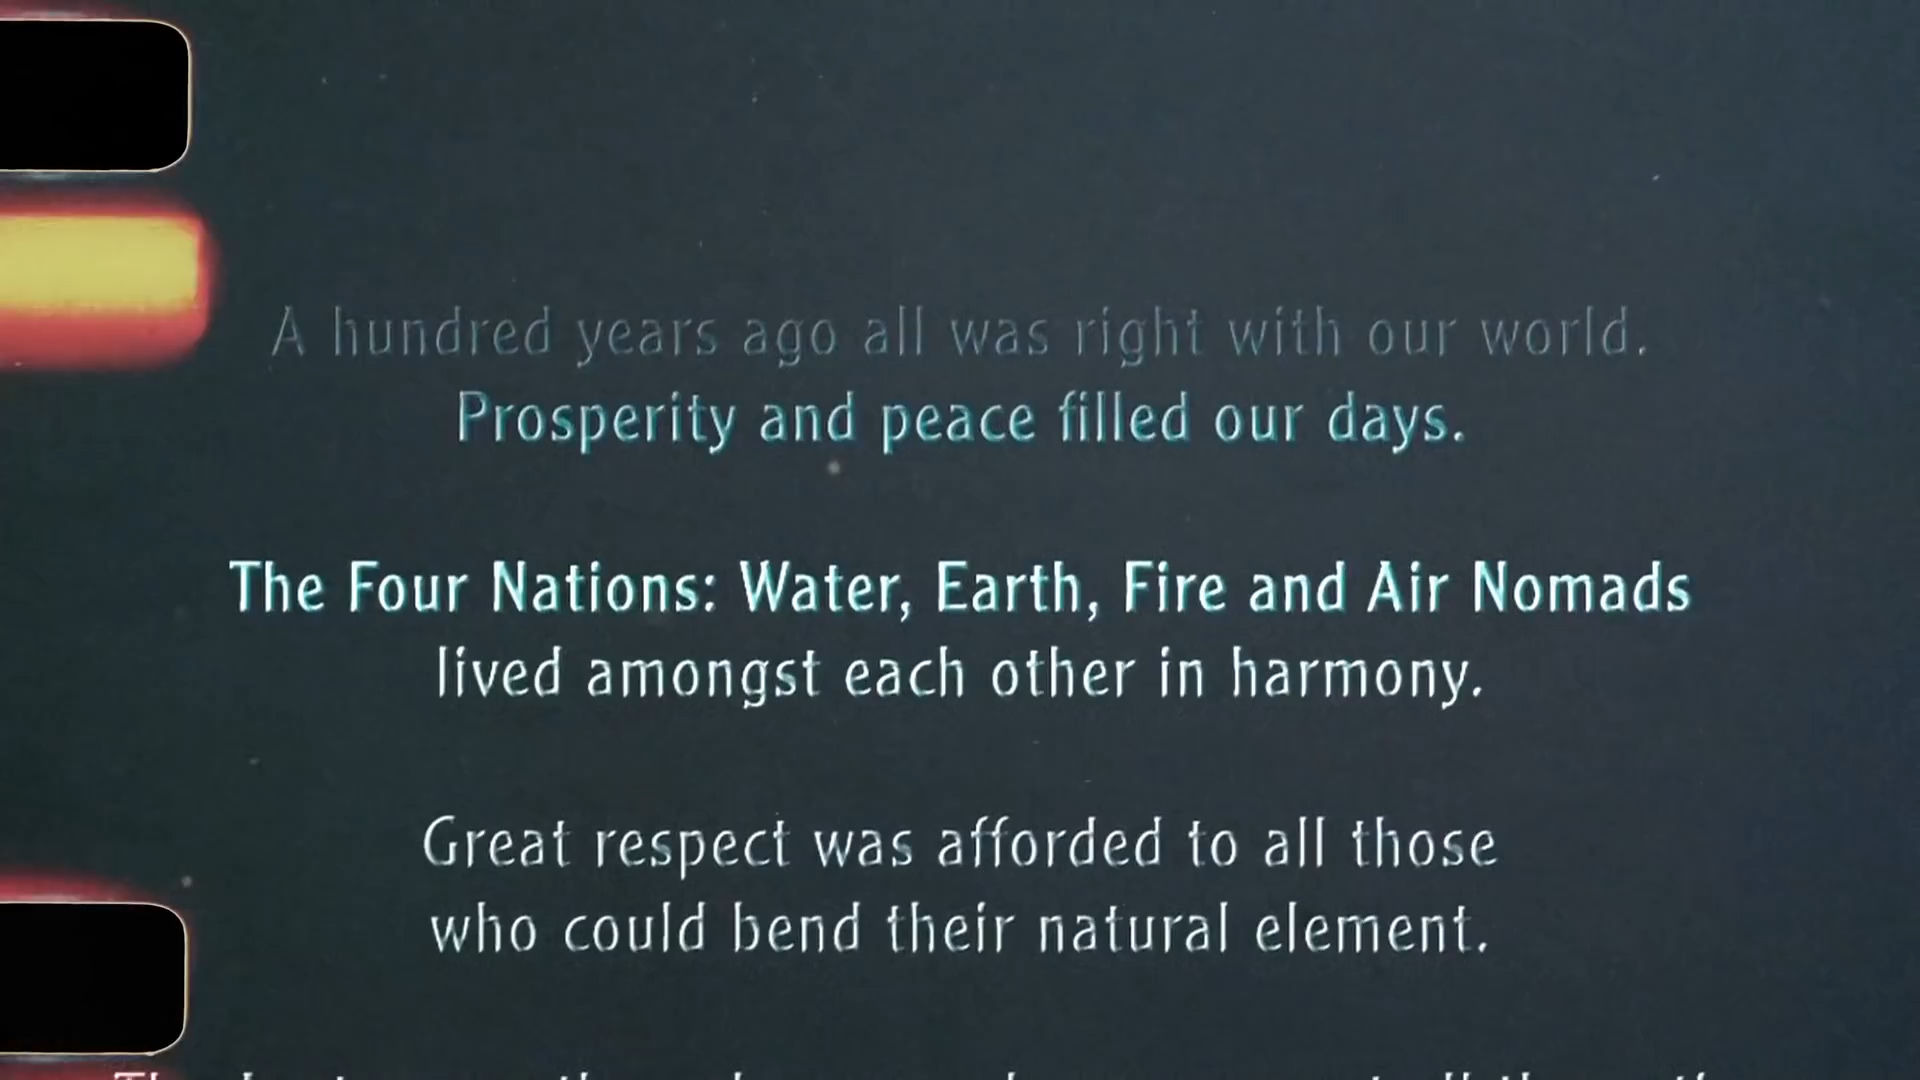 A hundred years ago all was right with our world.
Prosperity and peace filled our days.
The Four Nations: Water, Earth, Fire and Air Nomads
lived amongst each other in harmony.
Great respect was afforded to all those
who could bend their natural element.